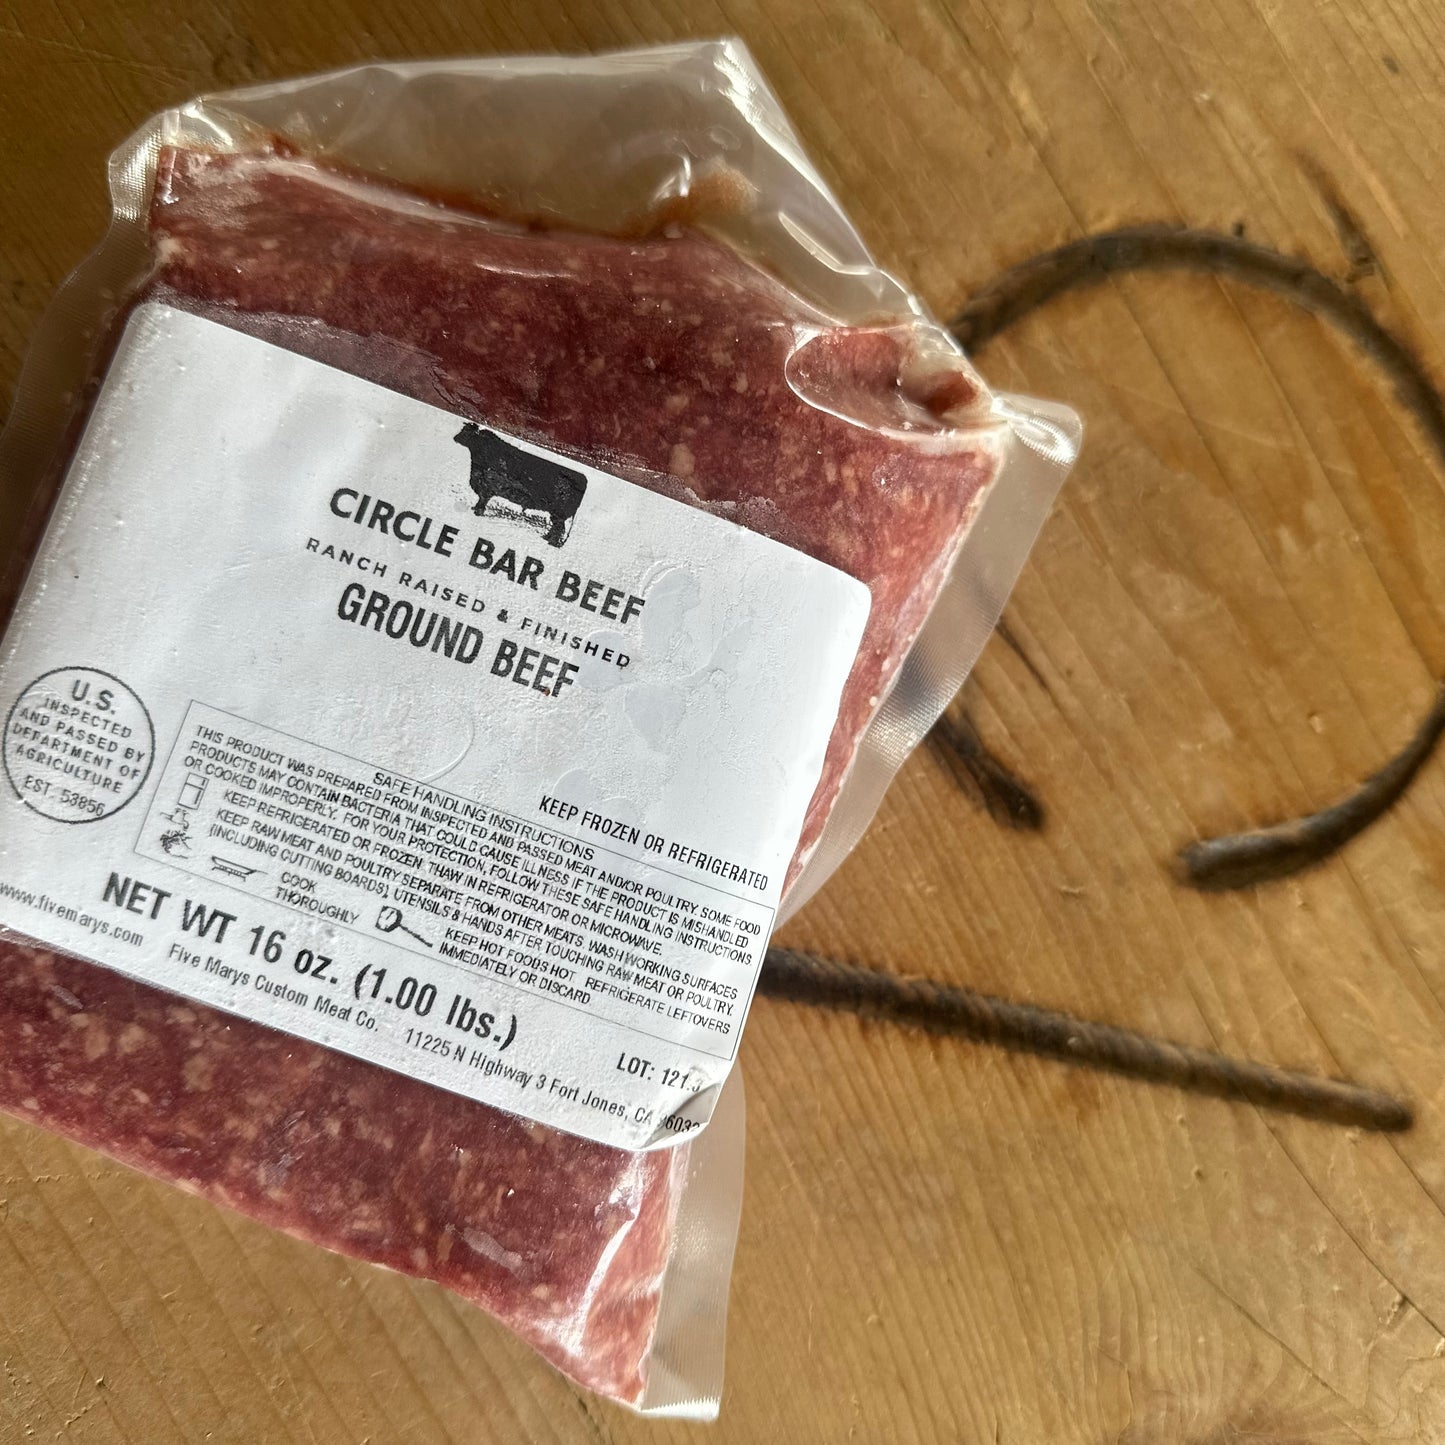 CIRCLE BAR BEEF
RANCH RAISED & FINISHED
GROUND BEEF
U.S.
INSPECTED
AND PASSED BY
DEPARTMENT OF
AGRICULTURE
EST. 53856
KEEP FROZEN OR REFRIGERATED
SAFE HANDLING INSTRUCTIONS
THIS PRODUCT WAS PREPARED FROM INSPECTED AND PASSED MEAT AND/OR POULTRY. SOME FOOD
PRODUCTS MAY CONTAIN BACTERIA THAT COULD CAUSE ILLNESS IF THE PRODUCT IS MISHANDLED
OR COOKED IMPROPERLY. FOR YOUR PROTECTION, FOLLOW THESE SAFE HANDLING INSTRUCTIONS.
KEEP REFRIGERATED OR FROZEN. THAW IN REFRIGERATOR OR MICROWAVE.
KEEP RAW MEAT AND POULTRY SEPARATE FROM OTHER MEATS. WASH WORKING SURFACES
(INCLUDING CUTTING BOARDS), UTENSILS & HANDS AFTER TOUCHING RAW MEAT OR POULTRY.
COOK
THOROUGHLY
KEEP HOT FOODS HOT. REFRIGERATE LEFTOVERS
IMMEDIATELY OR DISCARD
NET WT 16 oz. (1.00 lbs.)
LOT: 121.
www.fivemarys.com
Five Marys Custom Meat Co. 11225 N Highway 3 Fort Jones, CA 96032